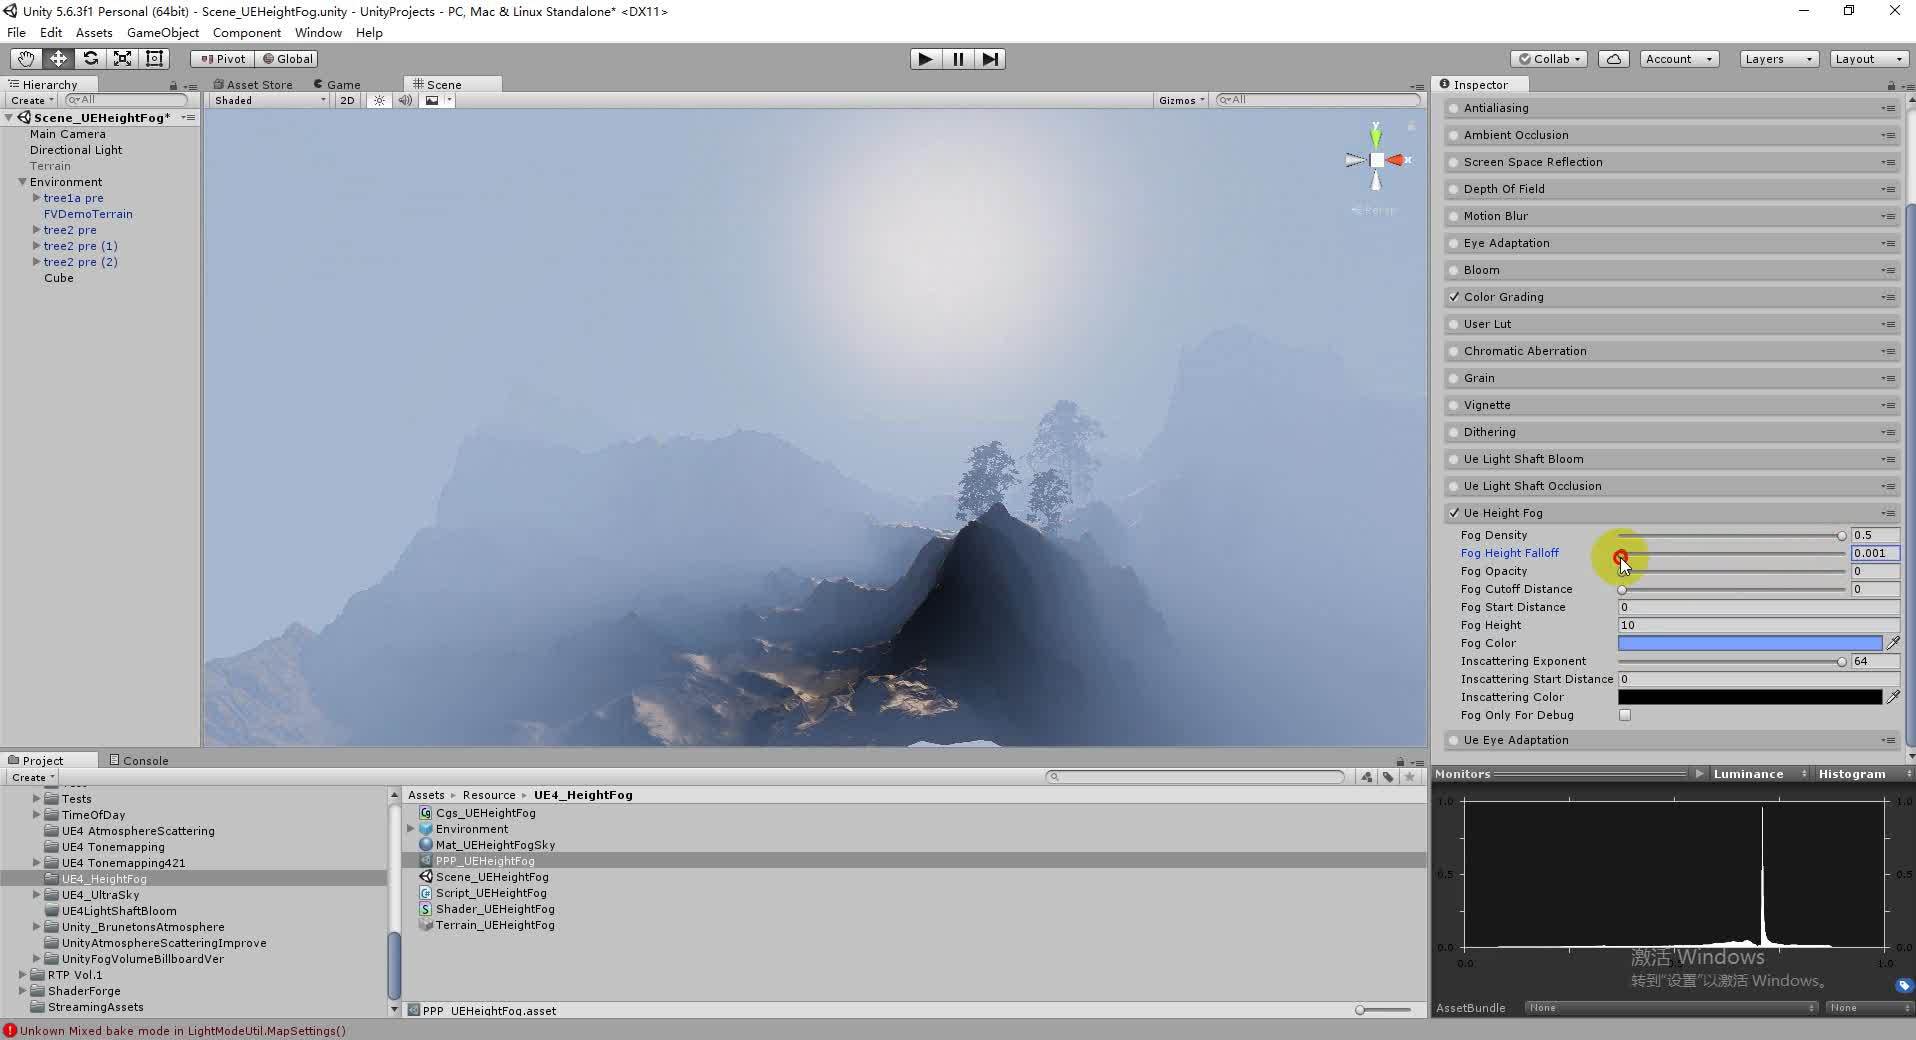 Unity 5.6.3f1 Personal (64bit) - Scene_UEHeightFog.unity - UnityProjects - PC, Mac & Linux Standalone* <DX11>
File Edit Assets GameObject Component Window Help
Pivot Global Collab Account Layers Layout
Hierarchy
Create All
Scene_UEHeightFog*
Main Camera
Directional Light
Terrain
Environment
tree1a pre
FVDemoTerrain
tree2 pre
tree2 pre (1)
tree2 pre (2)
Cube
Asset Store Game Scene
Shaded 2D Gizmos All
y
x
Persp
Inspector
Antialiasing
Ambient Occlusion
Screen Space Reflection
Depth Of Field
Motion Blur
Eye Adaptation
Bloom
Color Grading
User Lut
Chromatic Aberration
Grain
Vignette
Dithering
Ue Light Shaft Bloom
Ue Light Shaft Occlusion
Ue Height Fog
Fog Density 0.5
Fog Height Falloff 0.001
Fog Opacity 0
Fog Cutoff Distance 0
Fog Start Distance 0
Fog Height 10
Fog Color
Inscattering Exponent 64
Inscattering Start Distance 0
Inscattering Color
Fog Only For Debug
Ue Eye Adaptation
Project Console
Create
Tests
TimeOfDay
UE4 AtmosphereScattering
UE4 Tonemapping
UE4 Tonemapping421
UE4_HeightFog
UE4_UltraSky
UE4LightShaftBloom
Unity_BrunetonsAtmosphere
UnityAtmosphereScatteringImprove
UnityFogVolumeBillboardVer
RTP Vol.1
ShaderForge
StreamingAssets
Assets Resource UE4_HeightFog
Cgs_UEHeightFog
Environment
Mat_UEHeightFogSky
PPP_UEHeightFog
Scene_UEHeightFog
Script_UEHeightFog
Shader_UEHeightFog
Terrain_UEHeightFog
PPP_UEHeightFog.asset
Monitors Luminance Histogram
1.0 1.0
0.5 0.5
0.0 0.0
0.0 1.0
激活 Windows
转到“设置”以激活 Windows。
AssetBundle None None
Unkown Mixed bake mode in LightModeUtil.MapSettings()